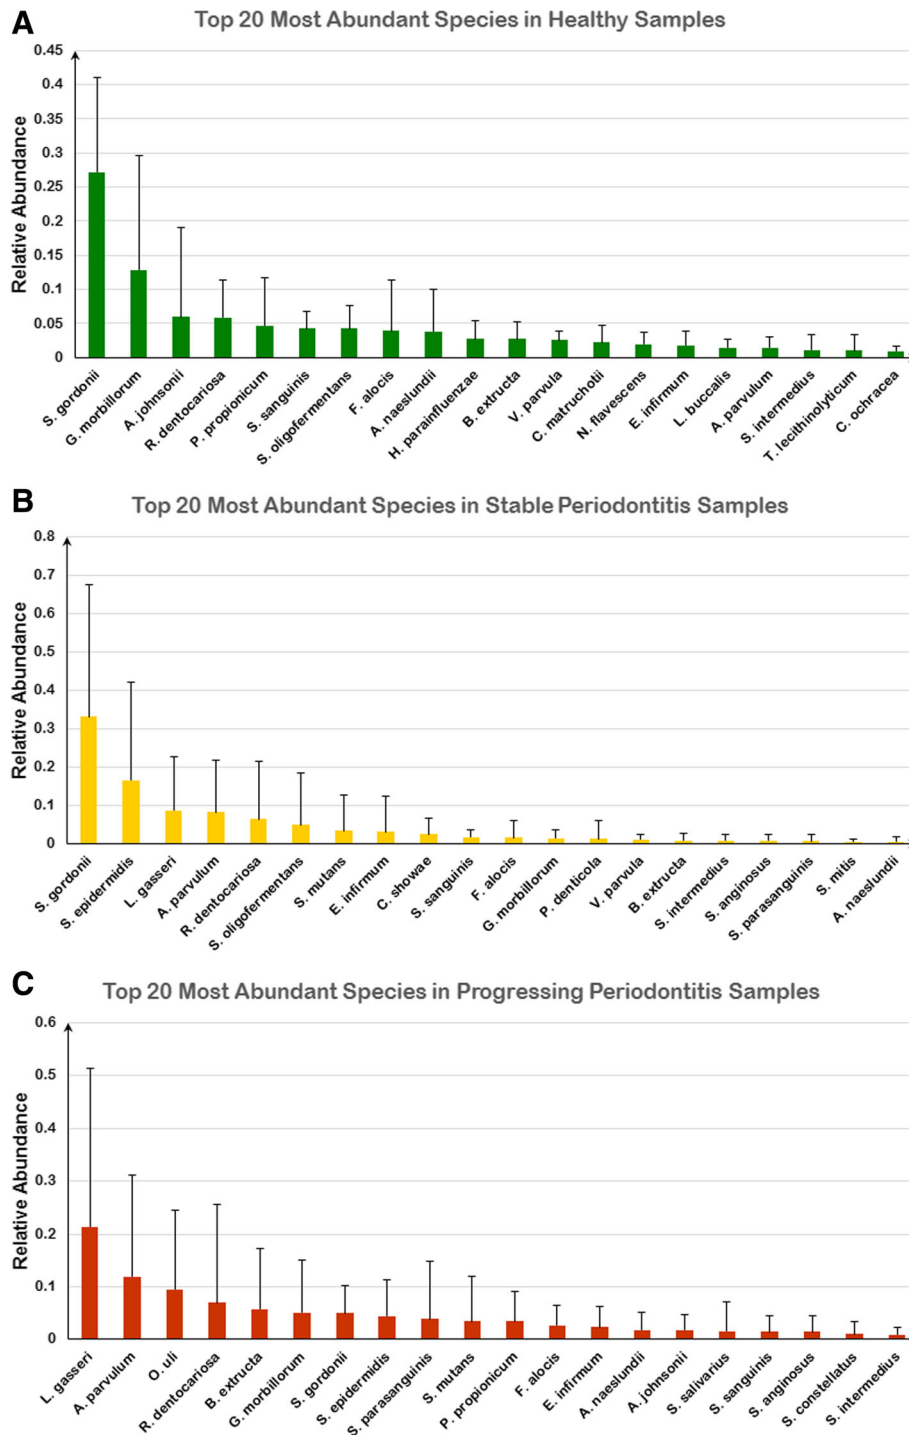 A
Top 20 Most Abundant Species in Healthy Samples
Relative Abundance
0.45
0.4
0.35
0.3
0.25
0.2
0.15
0.1
0.05
0
S. gordonii
G. morbillorum
A. johnsonii
R. dentocariosa
P. propionicum
S. sanguinis
S. oligofermentans
F. alocis
A. naeslundii
H. parainfluenzae
B. extructa
V. parvula
C. matruchotii
N. flavescens
E. infirmum
L. buccalis
A. parvulum
S. intermedius
T. lecithinolyticum
C. ochracea
B
Top 20 Most Abundant Species in Stable Periodontitis Samples
Relative Abundance
0.8
0.7
0.6
0.5
0.4
0.3
0.2
0.1
0
S. gordonii
S. epidermidis
L. gasseri
A. parvulum
R. dentocariosa
S. oligofermentans
S. mutans
E. infirmum
C. showae
S. sanguinis
F. alocis
G. morbillorum
P. denticola
V. parvula
B. extructa
S. intermedius
S. anginosus
S. parasanguinis
S. mitis
A. naeslundii
C
Top 20 Most Abundant Species in Progressing Periodontitis Samples
Relative Abundance
0.6
0.5
0.4
0.3
0.2
0.1
0
L. gasseri
A. parvulum
O. uli
R. dentocariosa
B. extructa
G. morbillorum
S. gordonii
S. epidermidis
S. parasanguinis
S. mutans
P. propionicum
F. alocis
E. infirmum
A. naeslundii
A. johnsonii
S. salivarius
S. sanguinis
S. anginosus
S. constellatus
S. intermedius